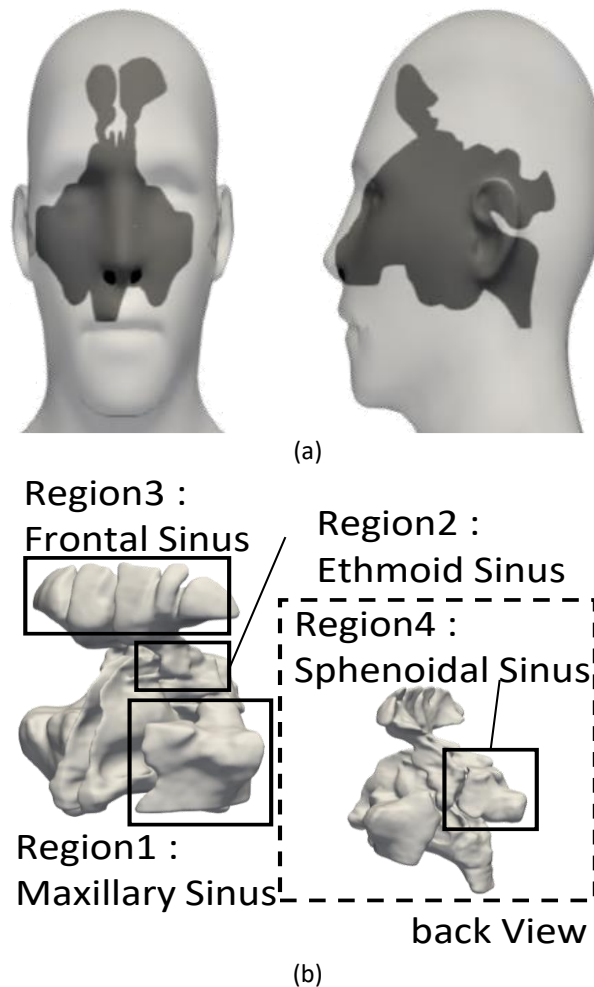 (a)
Region3 :
Frontal Sinus
Region2 :
Ethmoid Sinus
Region4 :
Sphenoidal Sinus
Region1 :
Maxillary Sinus
back View
(b)